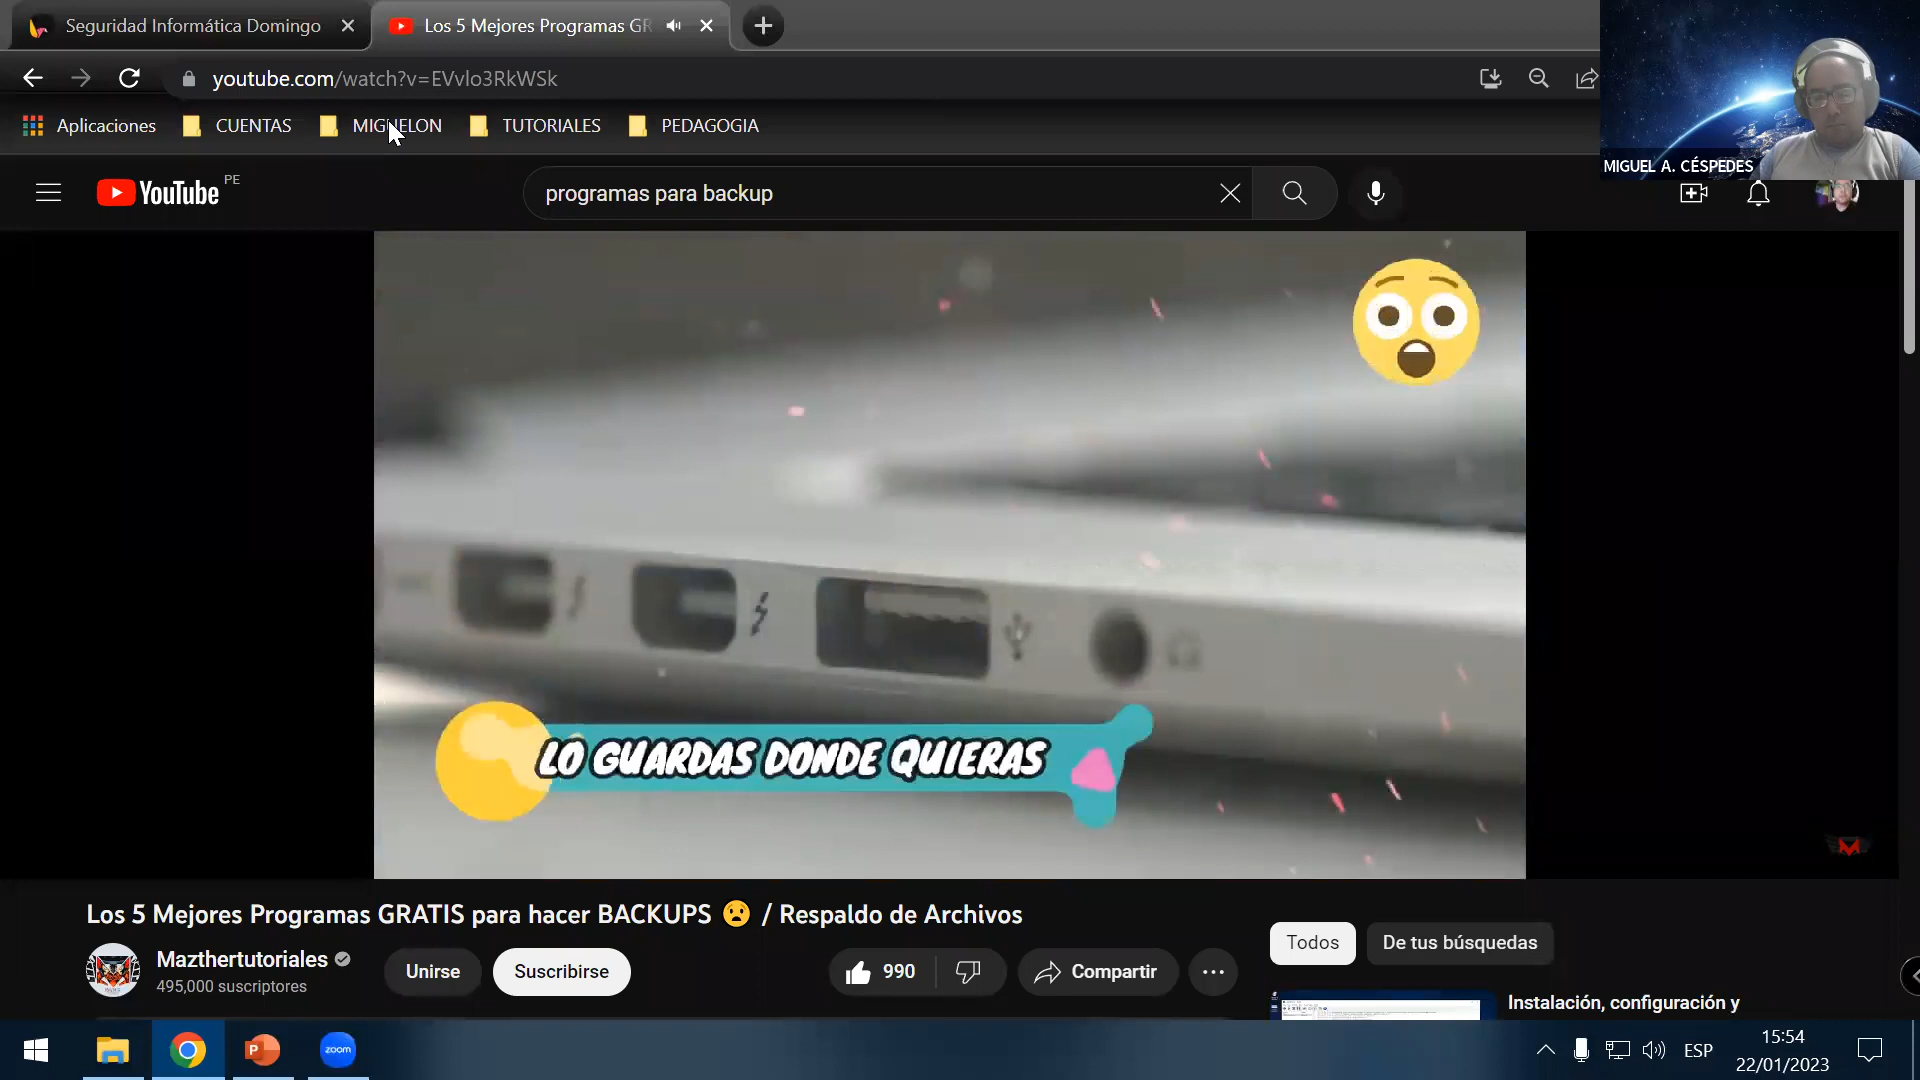 Seguridad Informática Domingo
Los 5 Mejores Programas GR
youtube.com/watch?v=EVvlo3RkWSk
Aplicaciones
CUENTAS
MIGUELON
TUTORIALES
PEDAGOGIA
MIGUEL A. CÉSPEDES
YouTube PE
programas para backup
LO GUARDAS DONDE QUIERAS
Los 5 Mejores Programas GRATIS para hacer BACKUPS 😧 / Respaldo de Archivos
Mazthertutoriales
495,000 suscriptores
Unirse
Suscribirse
990
Compartir
Todos
De tus búsquedas
Instalación, configuración y
zoom
ESP
15:54
22/01/2023